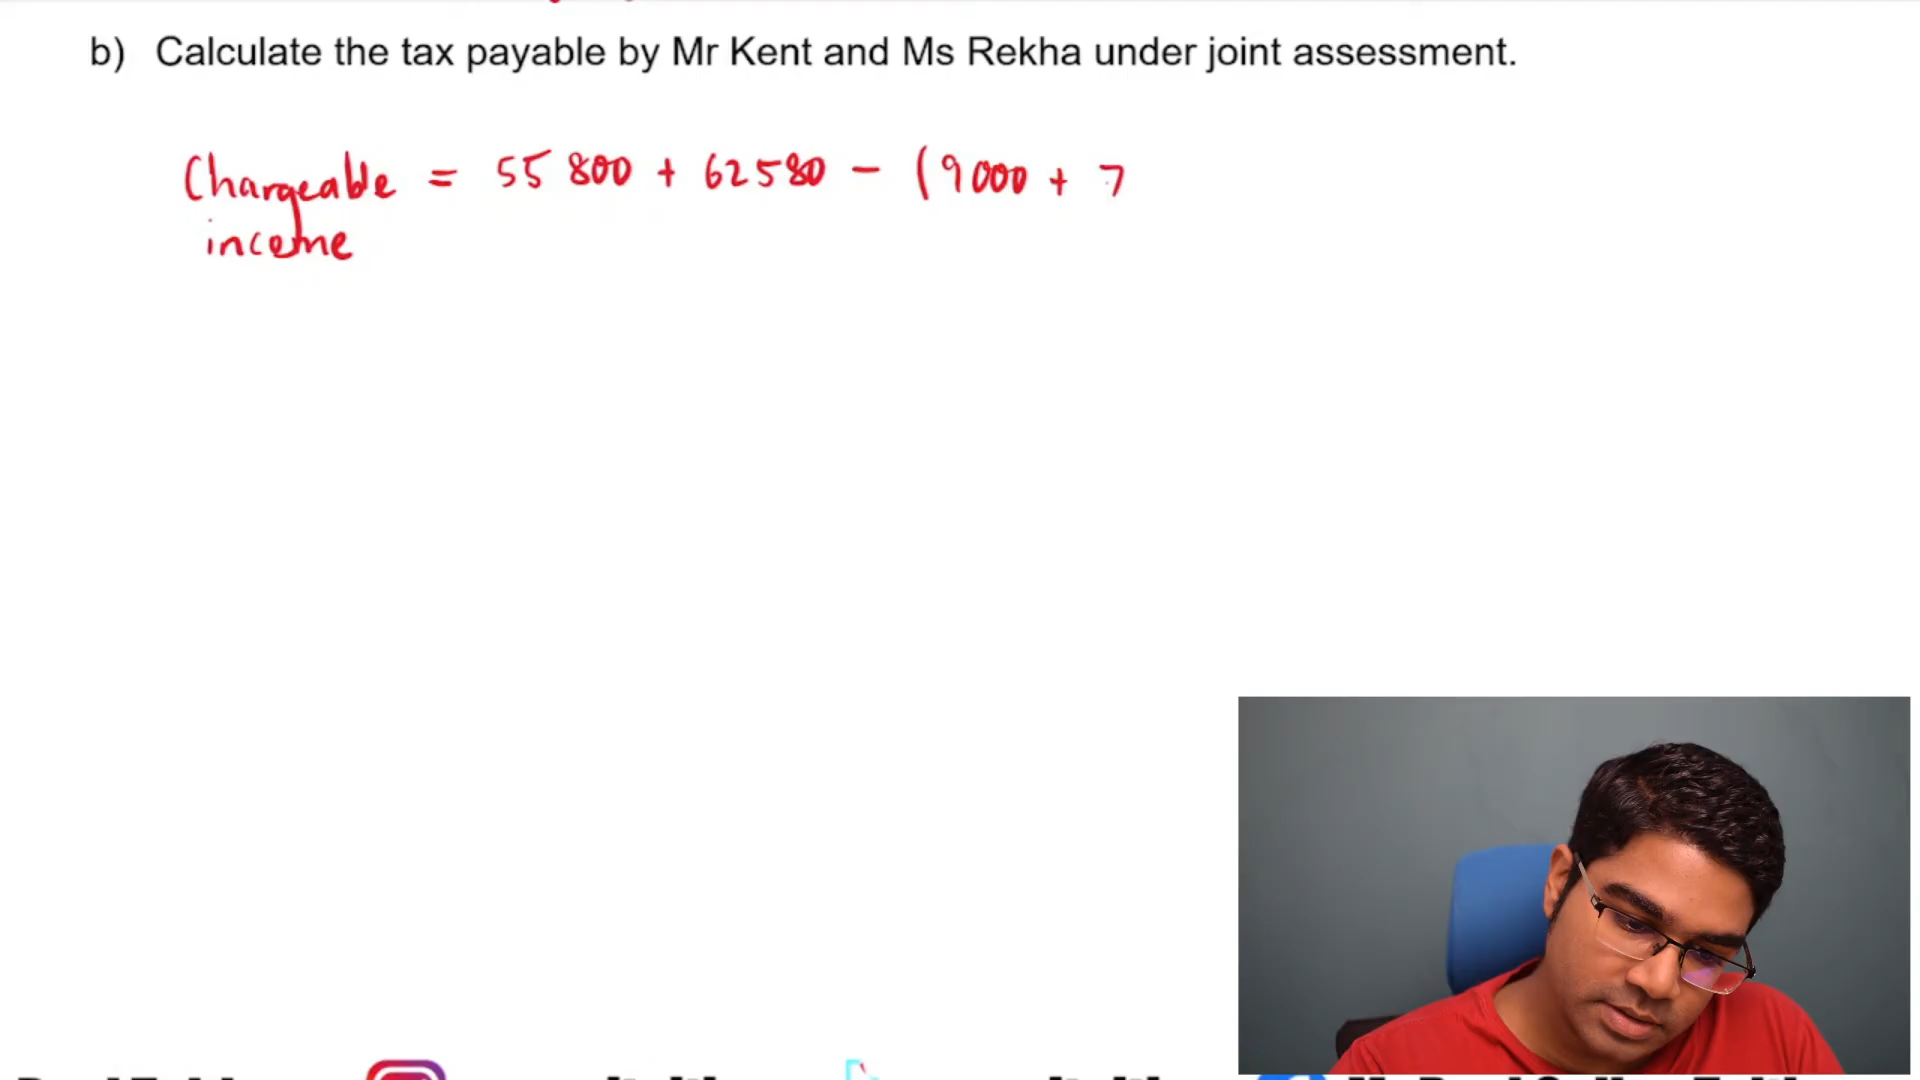 b) Calculate the tax payable by Mr Kent and Ms Rekha under joint assessment.
Chargeable = 55 800 + 62580 - (9000 + 7
income